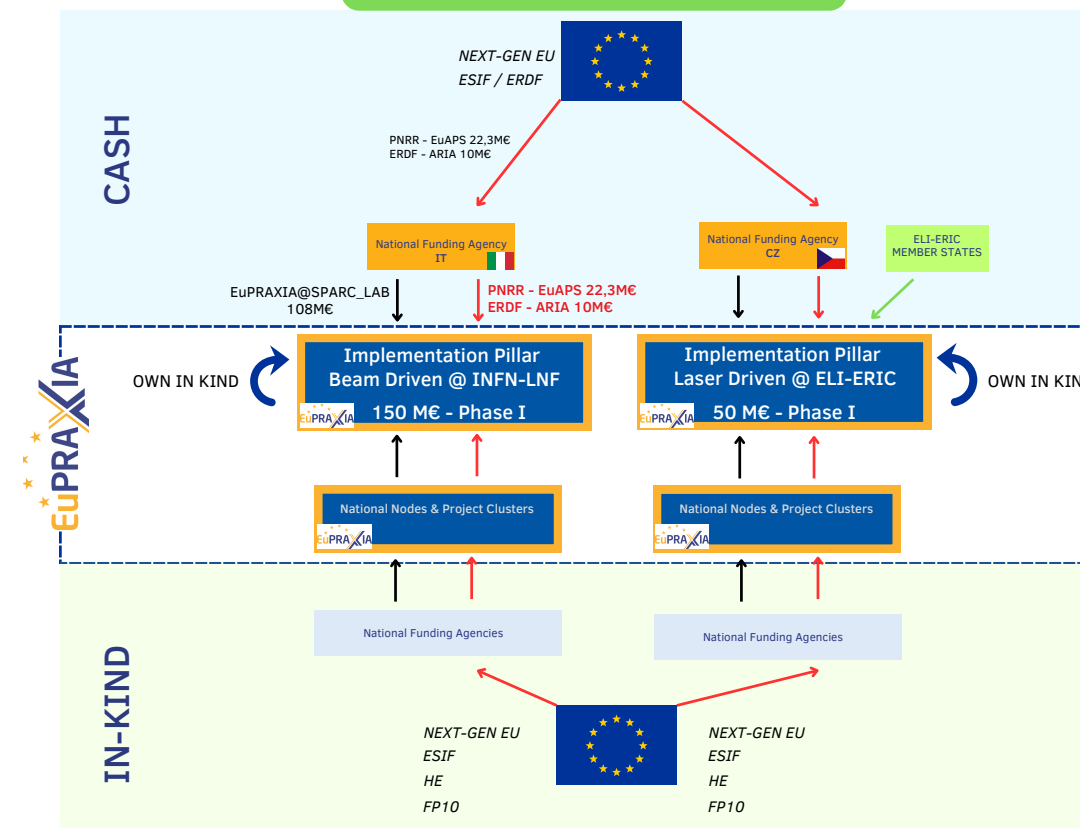 NEXT-GEN EU
ESIF / ERDF
CASH
PNRR - EuAPS 22,3M€
ERDF - ARIA 10M€
National Funding Agency
IT
National Funding Agency
CZ
ELI-ERIC
MEMBER STATES
EuPRAXIA@SPARC_LAB
108M€
PNRR - EuAPS 22,3M€
ERDF - ARIA 10M€
EuPRAXIA
OWN IN KIND
Implementation Pillar
Beam Driven @ INFN-LNF
150 M€ - Phase I
EuPRAXIA
Implementation Pillar
Laser Driven @ ELI-ERIC
50 M€ - Phase I
EuPRAXIA
OWN IN KIN
National Nodes & Project Clusters
EuPRAXIA
National Nodes & Project Clusters
EuPRAXIA
IN-KIND
National Funding Agencies
National Funding Agencies
NEXT-GEN EU
ESIF
HE
FP10
NEXT-GEN EU
ESIF
HE
FP10